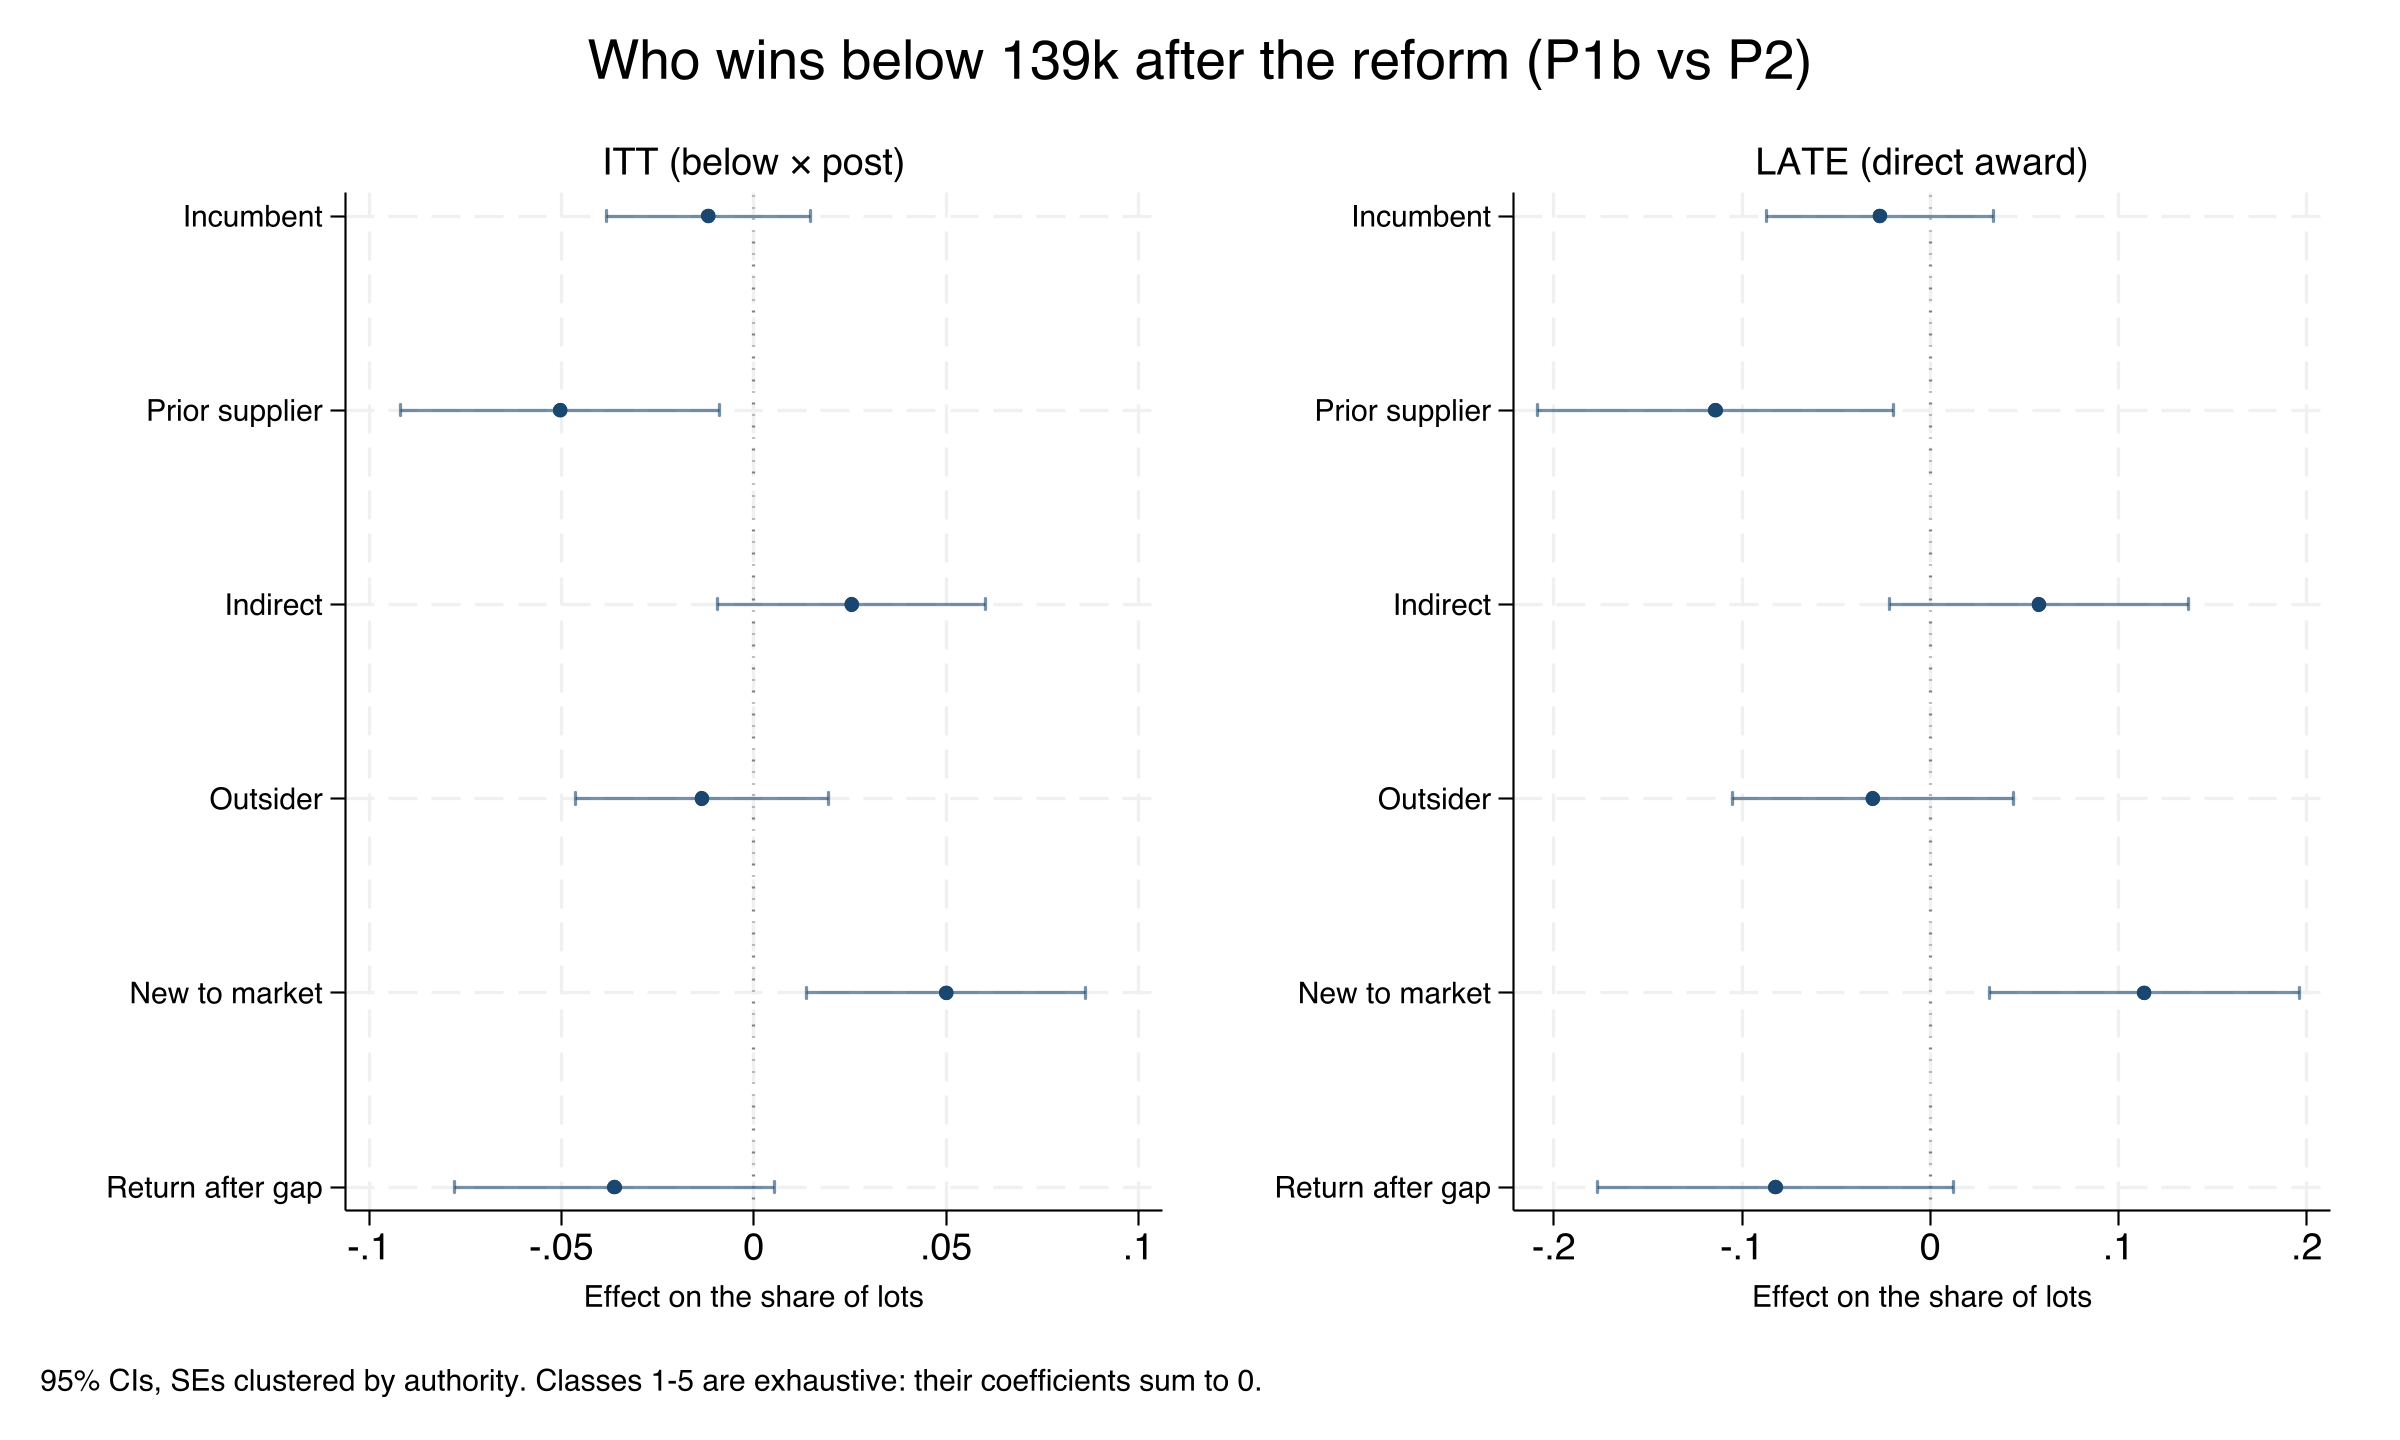 Who wins below 139k after the reform (P1b vs P2)
ITT (below × post)
Incumbent
Prior supplier
Indirect
Outsider
New to market
Return after gap
-.1 -.05 0 .05 .1
Effect on the share of lots
LATE (direct award)
Incumbent
Prior supplier
Indirect
Outsider
New to market
Return after gap
-.2 -.1 0 .1 .2
Effect on the share of lots
95% CIs, SEs clustered by authority. Classes 1-5 are exhaustive: their coefficients sum to 0.